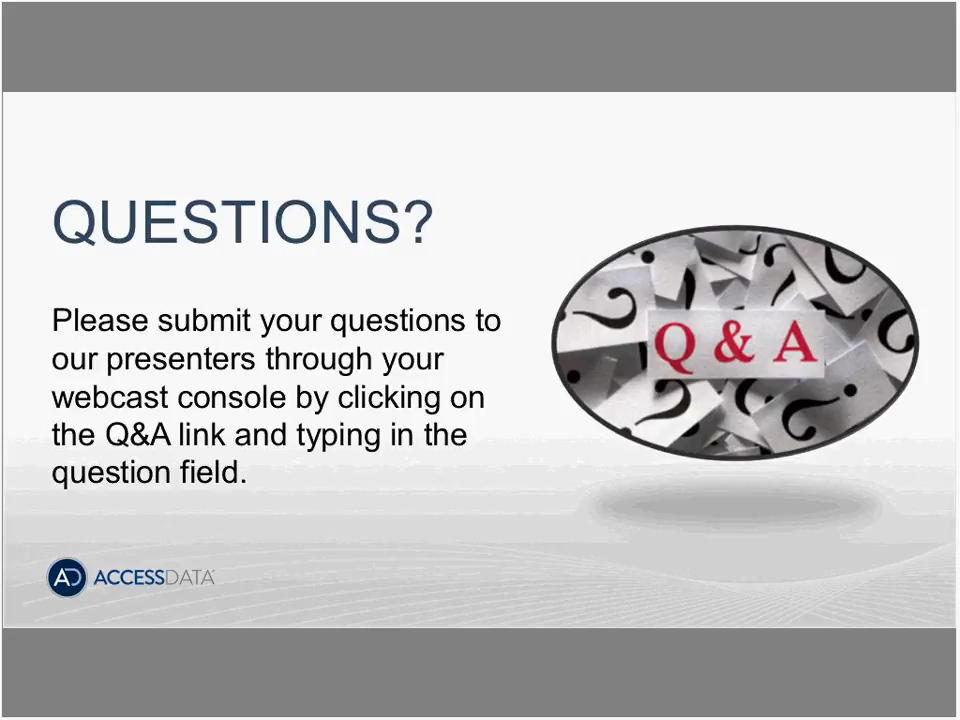 QUESTIONS?
Please submit your questions to
our presenters through your
webcast console by clicking on
the Q&A link and typing in the
question field.
Q & A
AD ACCESSDATA